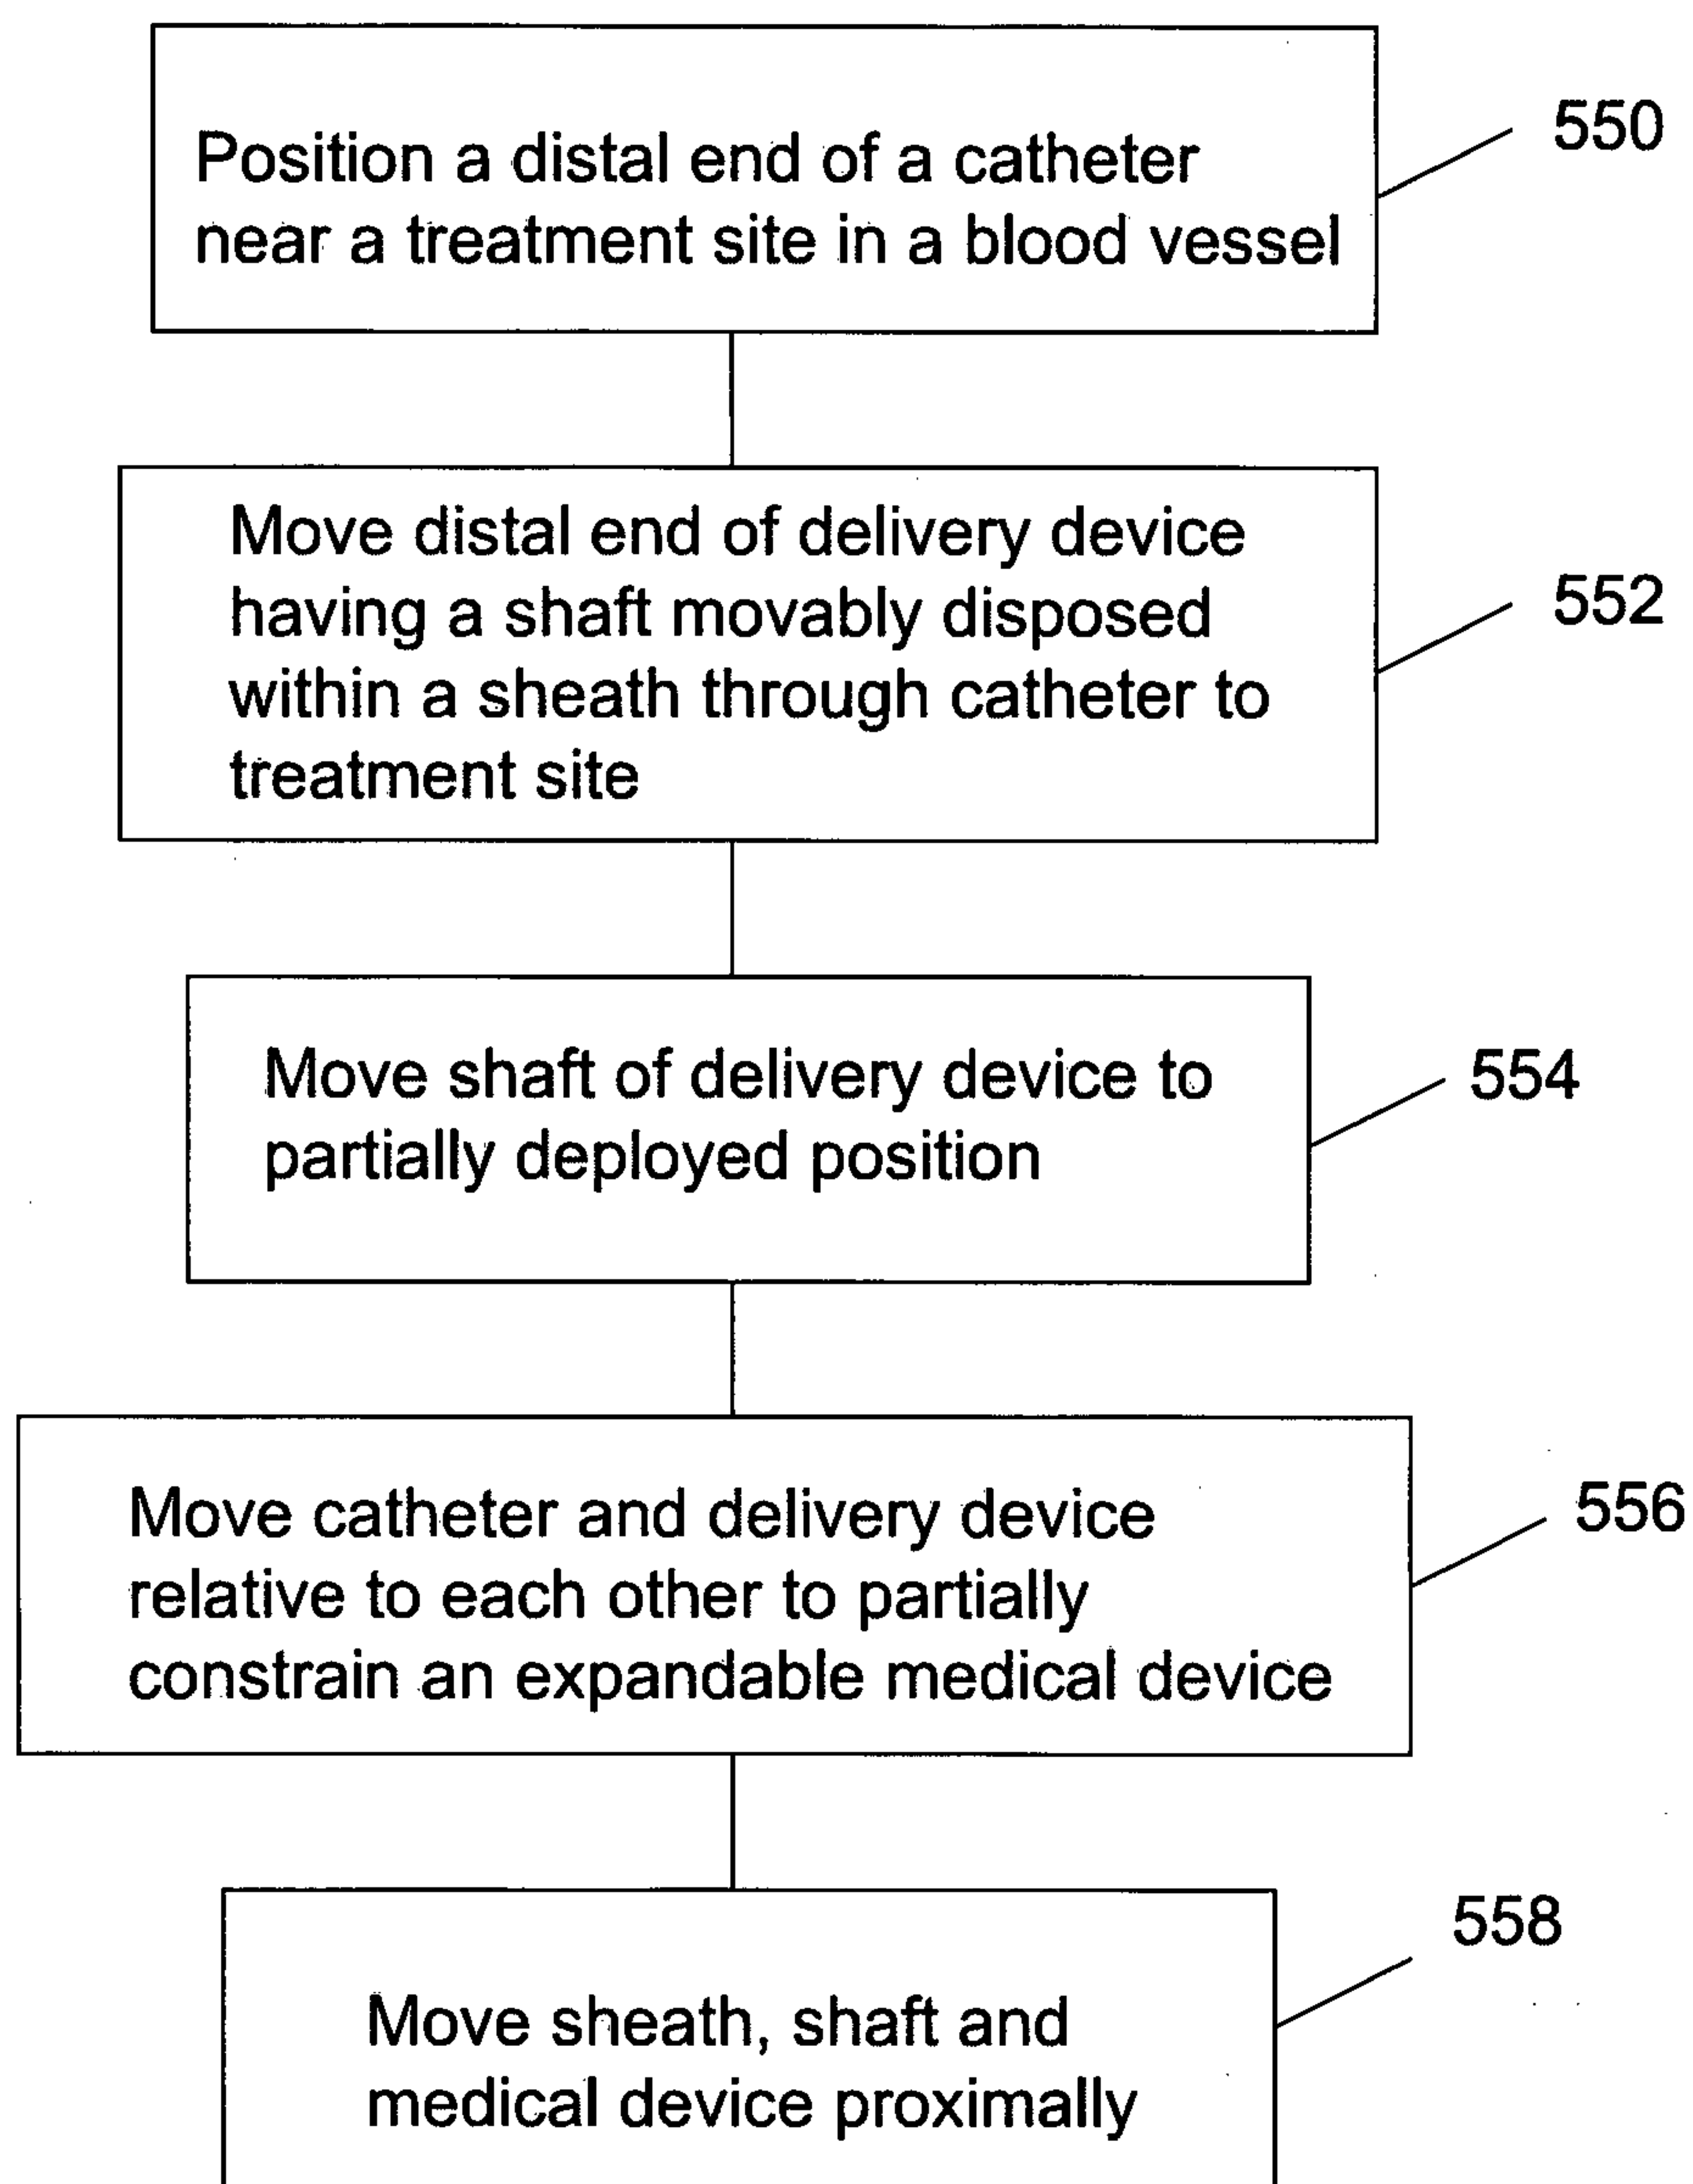 Position a distal end of a catheter
near a treatment site in a blood vessel
550
Move distal end of delivery device
having a shaft movably disposed
within a sheath through catheter to
treatment site
552
Move shaft of delivery device to
partially deployed position
554
Move catheter and delivery device
relative to each other to partially
constrain an expandable medical device
556
Move sheath, shaft and
medical device proximally
558